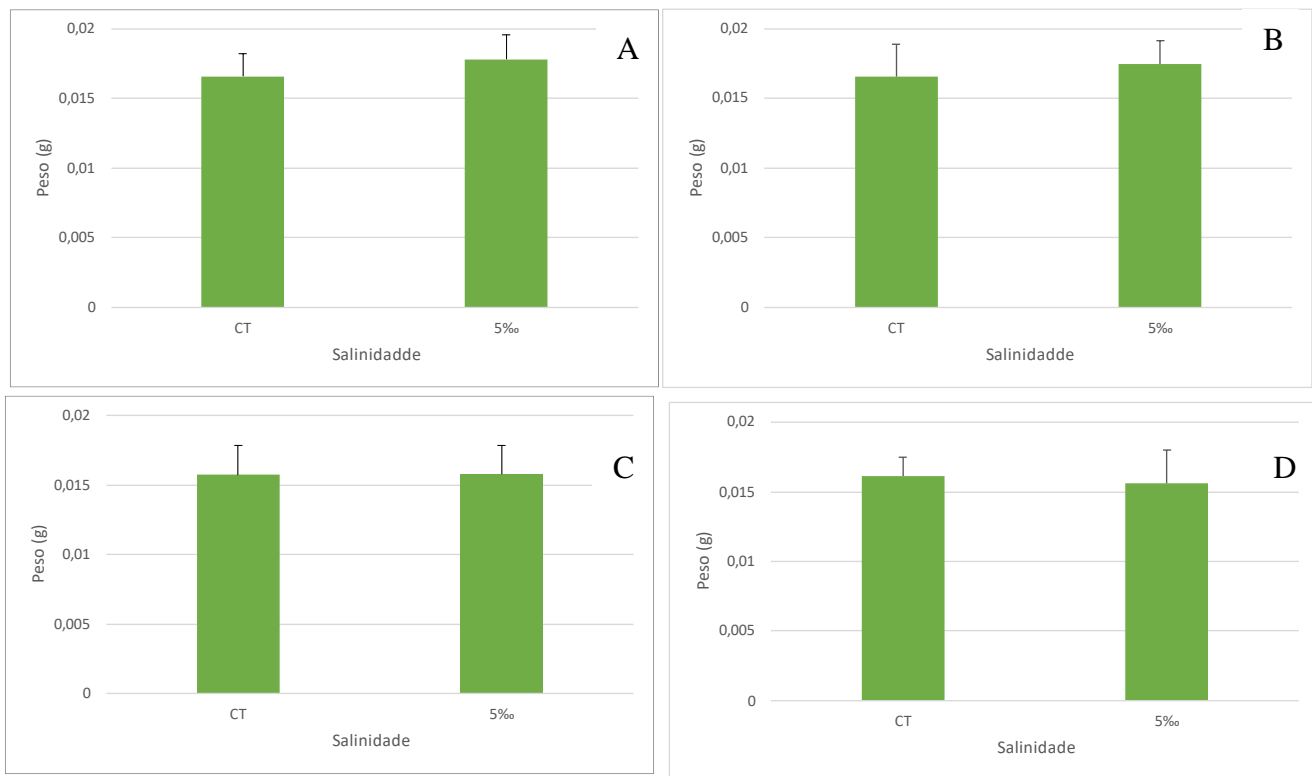 A
0,02
0,015
0,01
0,005
0
Peso (g)
CT 5‰
Salinidadde
B
0,02
0,015
0,01
0,005
0
Peso (g)
CT 5‰
Salinidadde
C
0,02
0,015
0,01
0,005
0
Peso (g)
CT 5‰
Salinidade
D
0,02
0,015
0,01
0,005
0
Peso (g)
CT 5‰
Salinidade